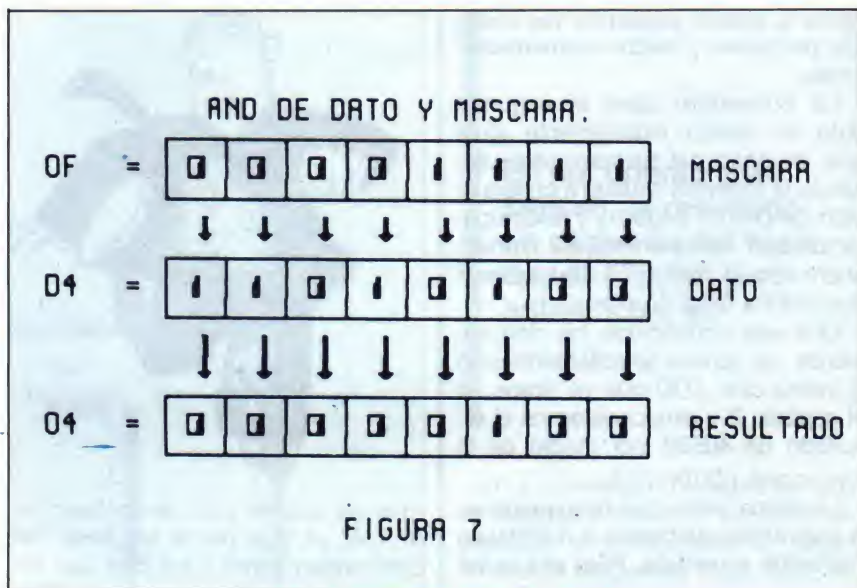 AND DE DATO Y MASCARA.
0F = 0 0 0 0 1 1 1 1 MASCARA
D4 = 1 1 0 1 0 1 0 0 DATO
04 = 0 0 0 0 0 1 0 0 RESULTADO
FIGURA 7